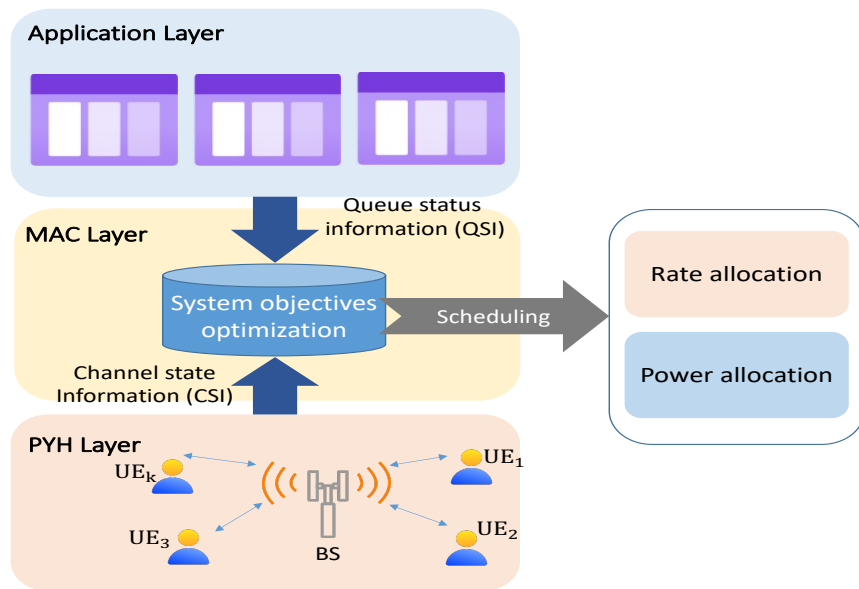 Application Layer
Queue status
information (QSI)
MAC Layer
System objectives
optimization
Scheduling
Rate allocation
Power allocation
Channel state
Information (CSI)
PYH Layer
UEk
UE1
UE3
UE2
BS